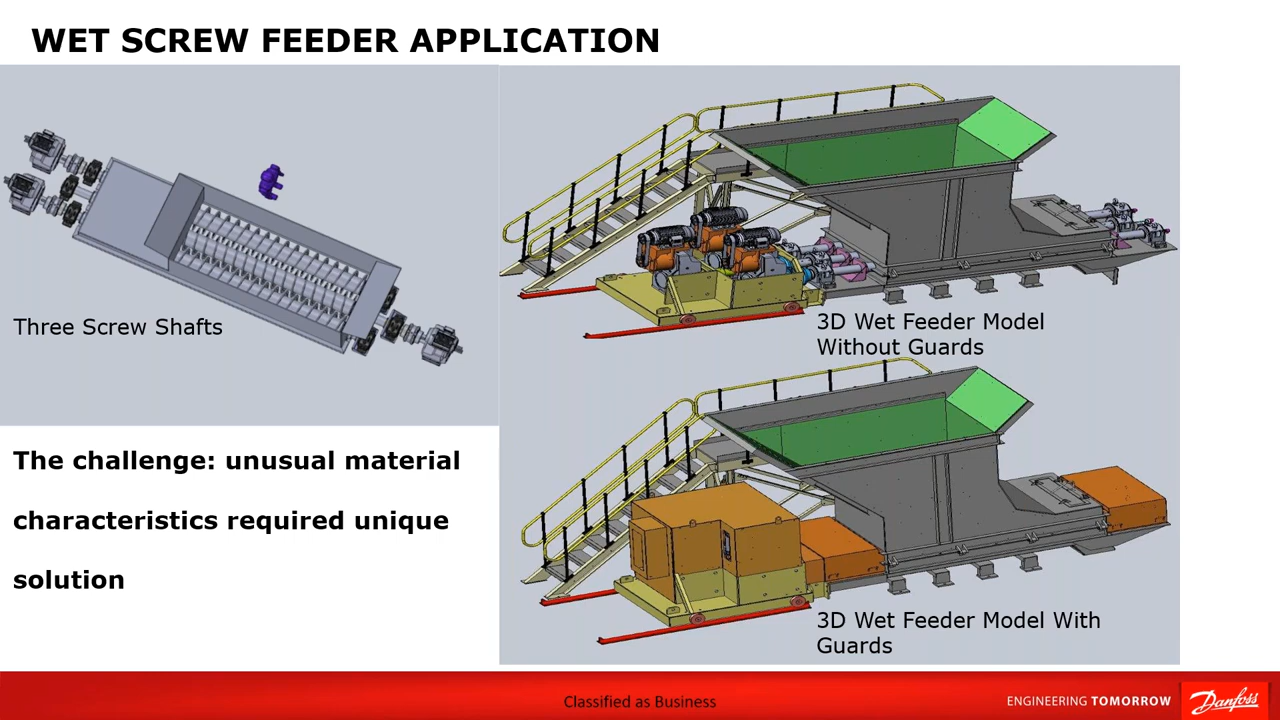 WET SCREW FEEDER APPLICATION
Three Screw Shafts
3D Wet Feeder Model
Without Guards
The challenge: unusual material
characteristics required unique
solution
3D Wet Feeder Model With
Guards
Classified as Business
ENGINEERING TOMORROW
Danfoss